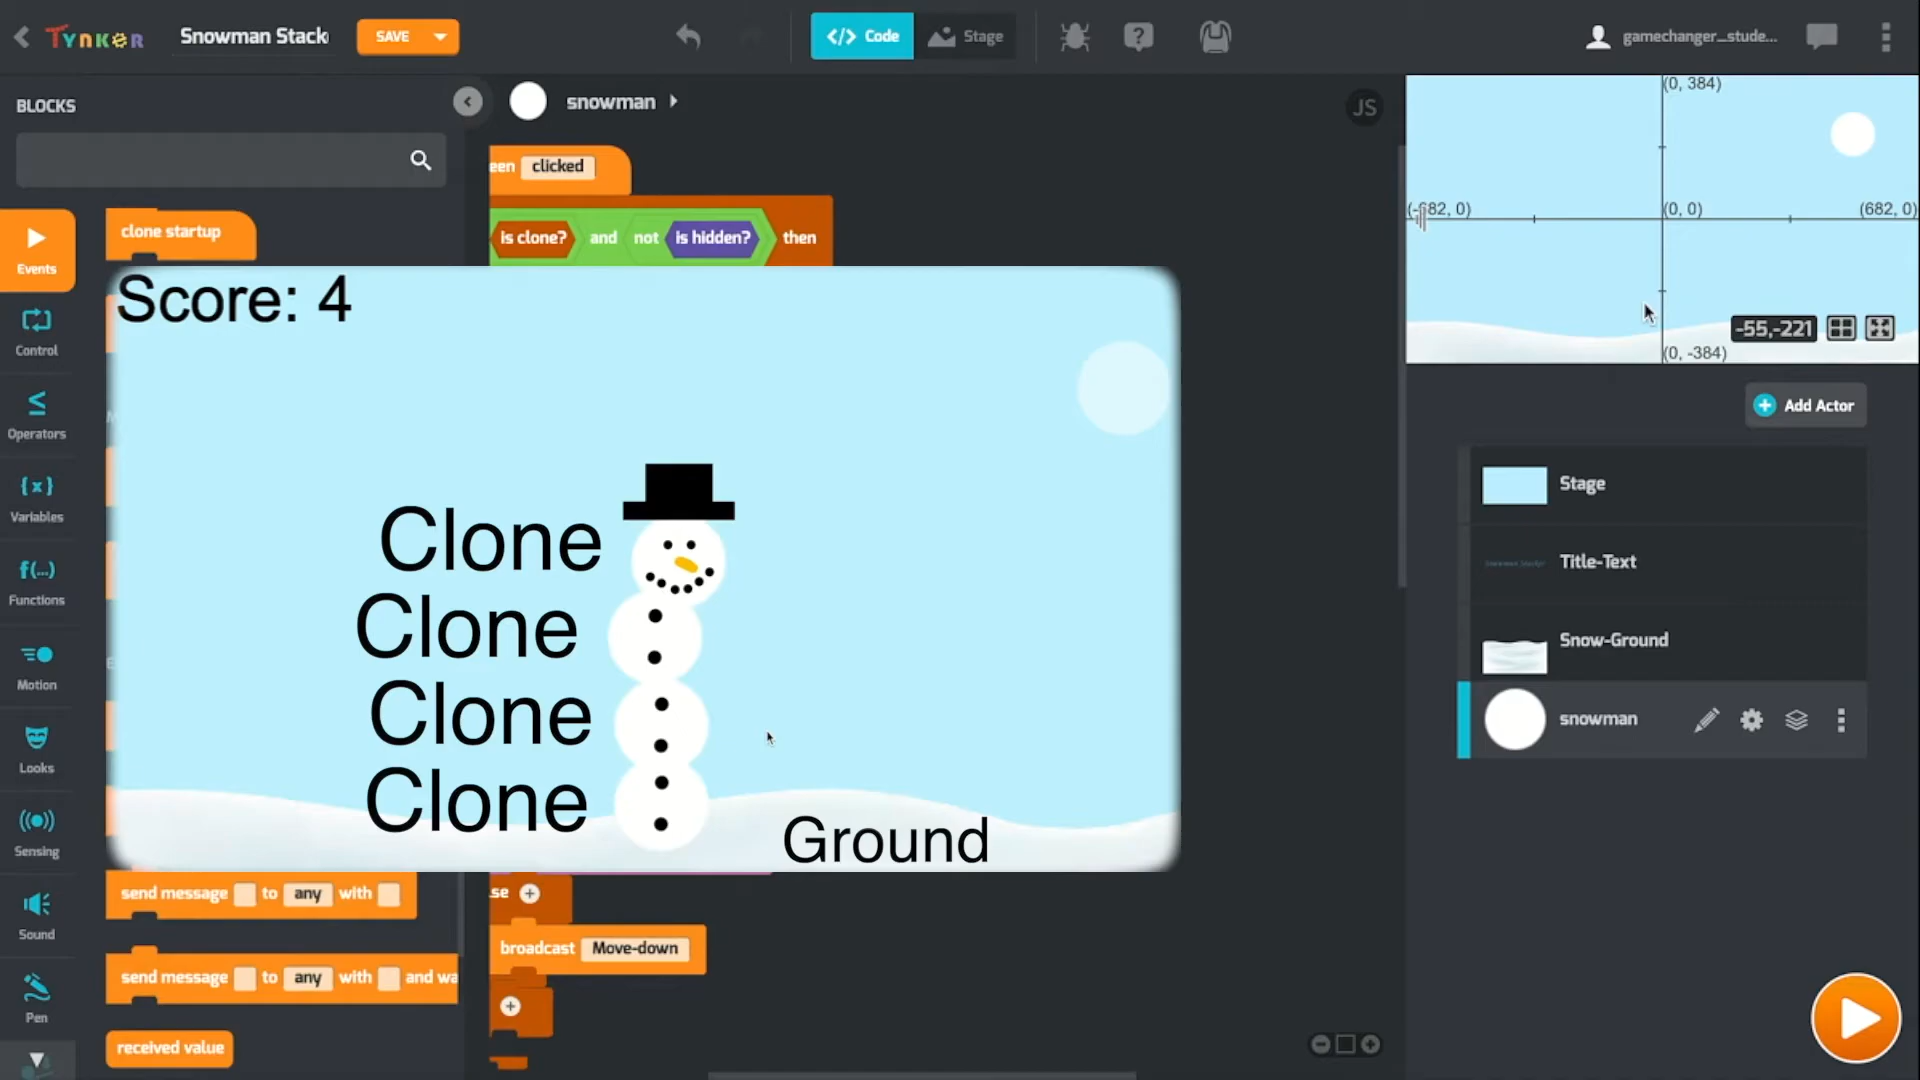 TYNKER
Snowman Stack
SAVE
</> Code
Stage
gamechanger_stude...
BLOCKS
snowman
JS
Events
Control
Operators
{x}
Variables
f(...)
Functions
Motion
Looks
Sensing
Sound
Pen
clone startup
een clicked
is clone? and not is hidden? then
Score: 4
Clone
Clone
Clone
Clone
Ground
send message to any with
send message to any with and wa
received value
se
broadcast Move-down
(0, 384)
(-682, 0)
(0, 0)
(682, 0)
-55,-221
(0, -384)
Add Actor
Stage
Title-Text
Snow-Ground
snowman